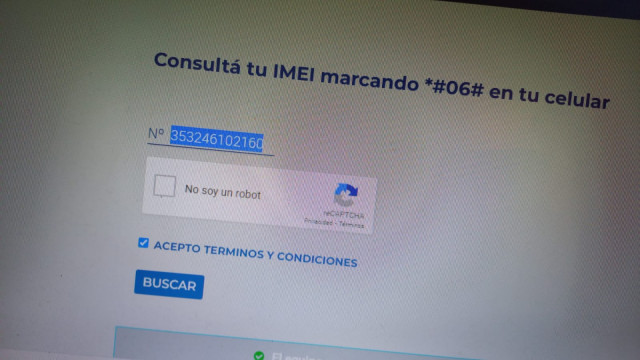 Consultá tu IMEI marcando *#06# en tu celular
Nº 353246102160
No soy un robot
reCAPTCHA
Privacidad - Términos
ACEPTO TERMINOS Y CONDICIONES
BUSCAR
El